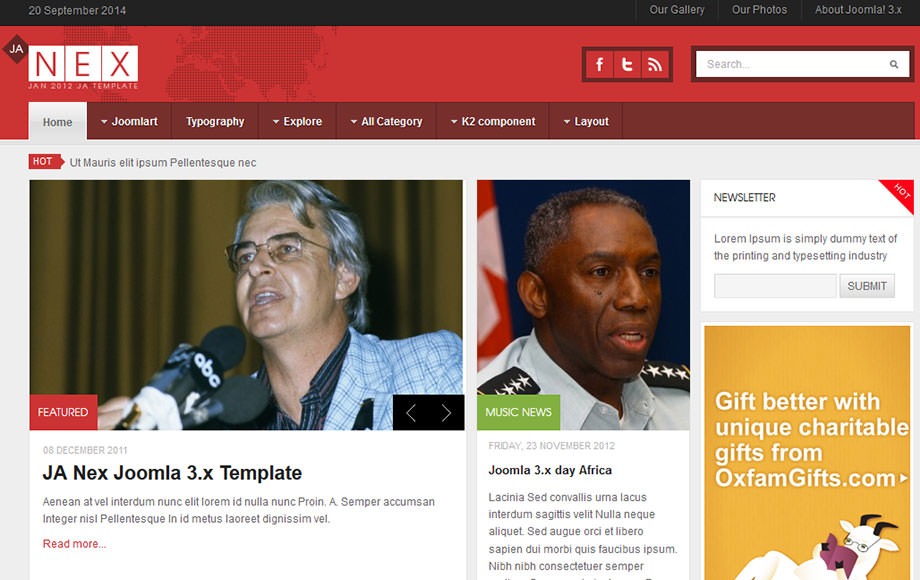 20 September 2014
Our Gallery
Our Photos
About Joomla! 3.x
JA
NEX
JAN 2012 JA TEMPLATE
f
t
Search...
Home
Joomlart
Typography
Explore
All Category
K2 component
Layout
HOT
Ut Mauris elit ipsum Pellentesque nec
abc
FEATURED
08 DECEMBER 2011
JA Nex Joomla 3.x Template
Aenean at vel interdum nunc elit lorem id nulla nunc Proin. A. Semper accumsan
Integer nisl Pellentesque In id metus laoreet dignissim vel.
Read more...
MUSIC NEWS
FRIDAY, 23 NOVEMBER 2012
Joomla 3.x day Africa
Lacinia Sed convallis urna lacus
interdum sagittis velit Nulla neque
aliquet. Sed augue orci et libero
sapien dui morbi quis faucibus ipsum.
Nibh nibh consectetuer semper
NEWSLETTER
HOT
Lorem Ipsum is simply dummy text of
the printing and typesetting industry
SUBMIT
Gift better with
unique charitable
gifts from
OxfamGifts.com